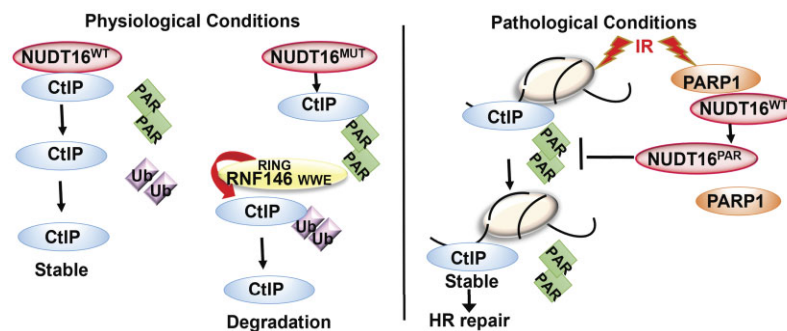 Physiological Conditions
NUDT16WT
CtIP
PAR
PAR
CtIP
Ub
Ub
CtIP
Stable
NUDT16MUT
CtIP
PAR
PAR
RING
RNF146 WWE
CtIP
Ub
Ub
CtIP
Degradation
Pathological Conditions
IR
PARP1
NUDT16WT
CtIP
PAR
PAR
NUDT16PAR
PARP1
CtIP
PAR
PAR
Stable
HR repair